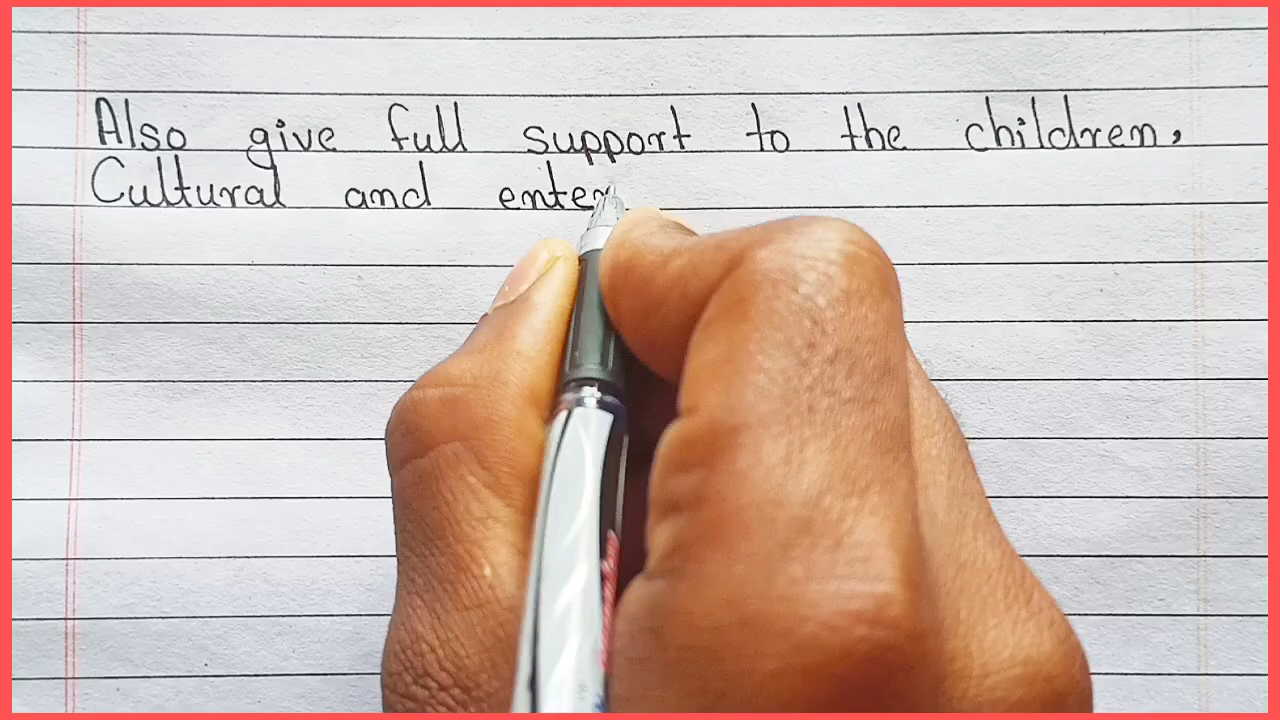 Also give full support to the children,
Cultural and enter